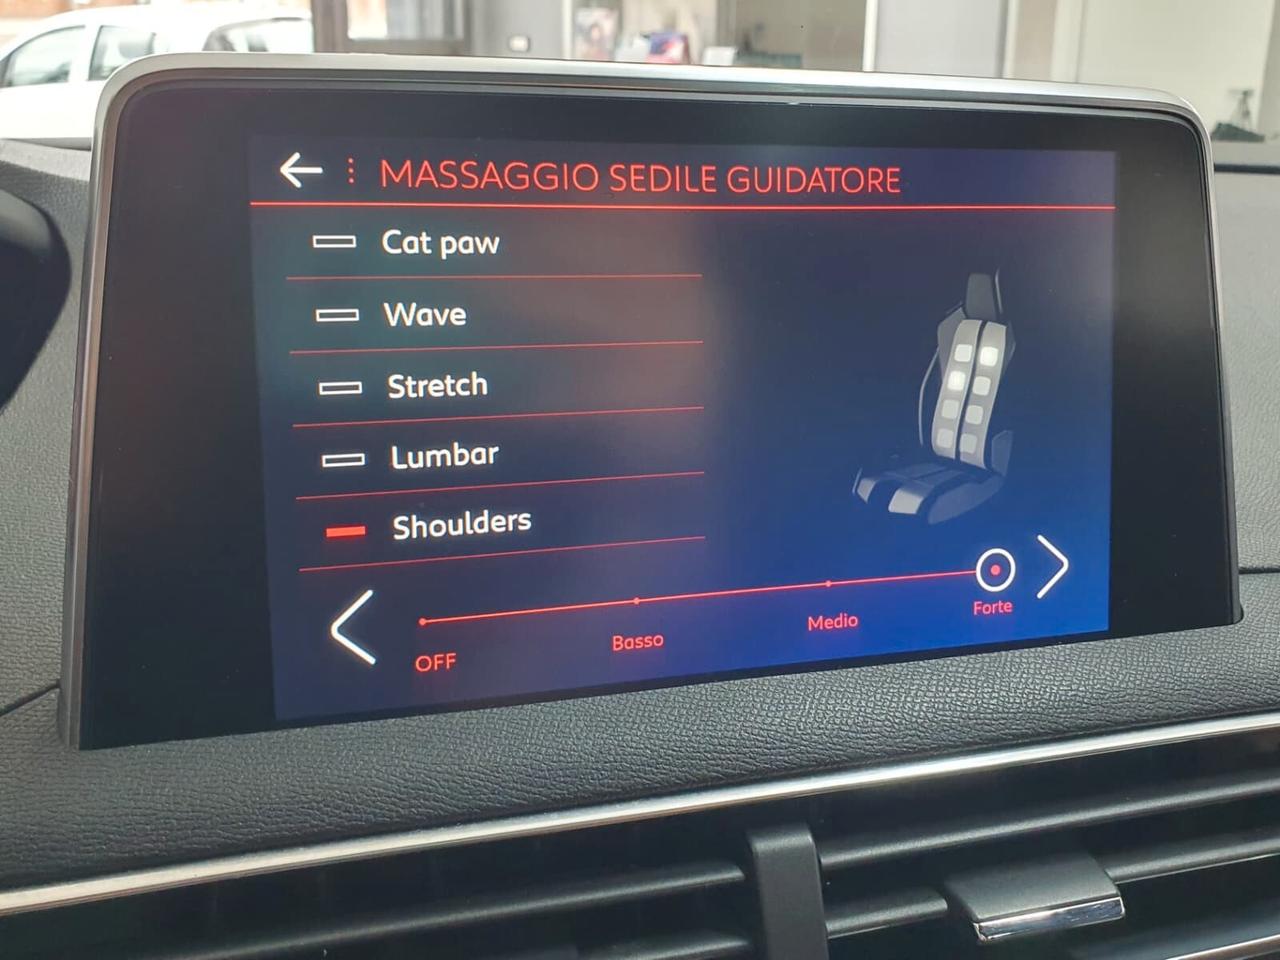 MASSAGGIO SEDILE GUIDATORE
Cat paw
Wave
Stretch
Lumbar
Shoulders
OFF
Basso
Medio
Forte